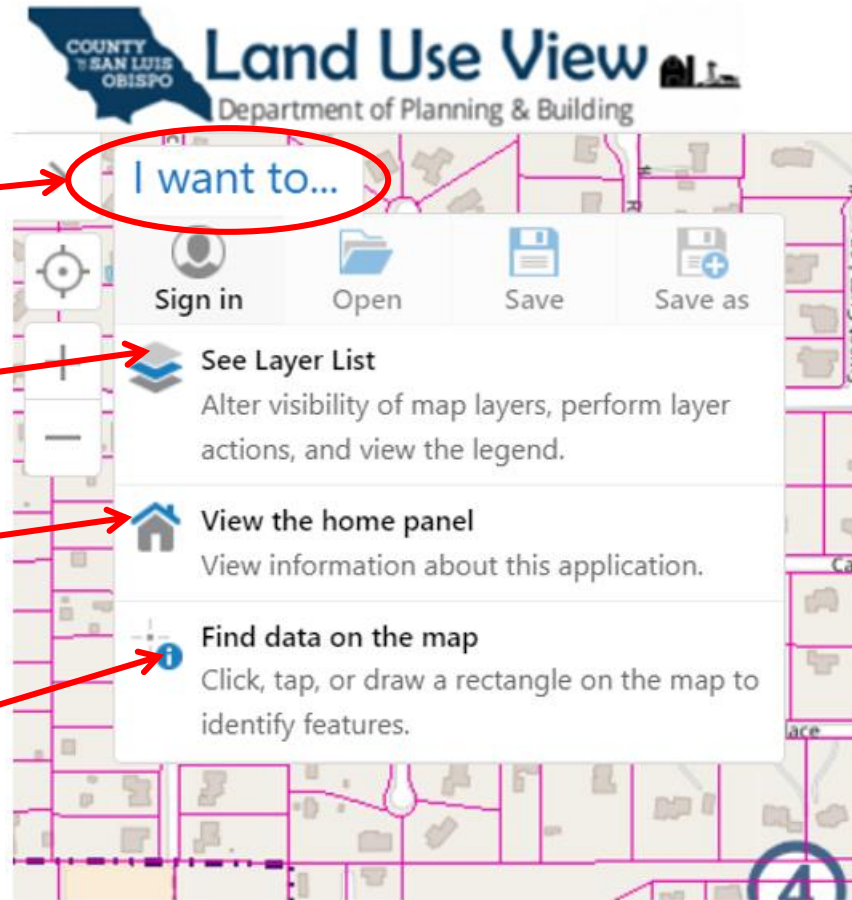 COUNTY
OF SAN LUIS
OBISPO
Land Use View
Department of Planning & Building
I want to...
Sign in
Open
Save
Save as
See Layer List
Alter visibility of map layers, perform layer
actions, and view the legend.
View the home panel
View information about this application.
Find data on the map
Click, tap, or draw a rectangle on the map to
identify features.
Ca
ace
4